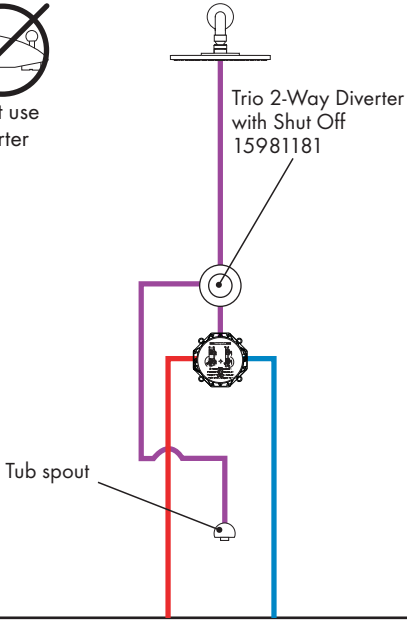 t use
rter
Trio 2-Way Diverter
with Shut Off
15981181
Tub spout